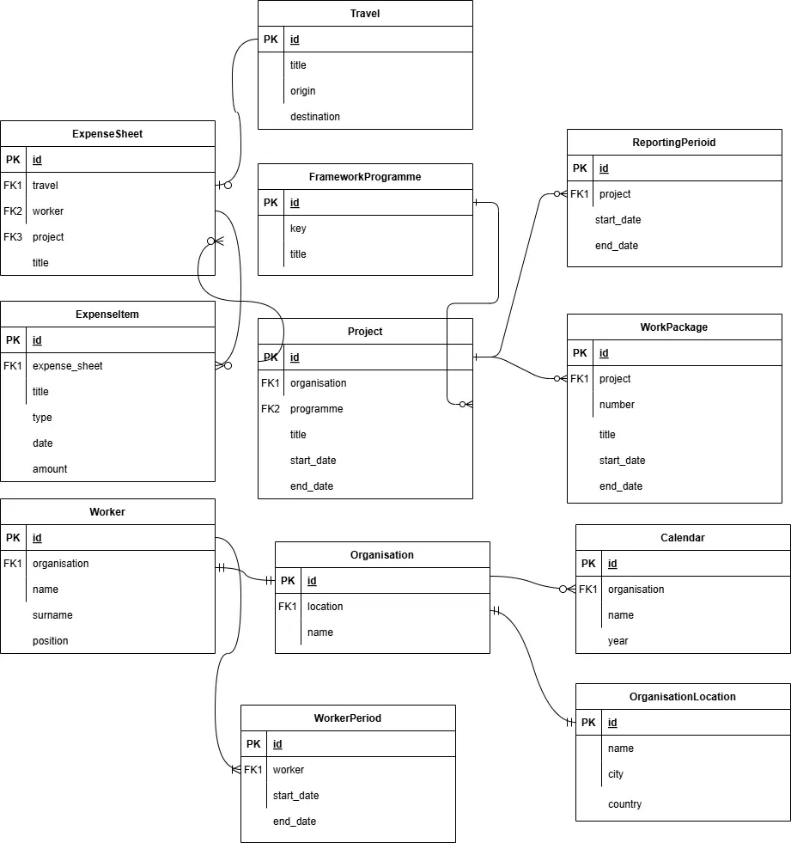 Travel
PK id
title
origin
destination
ExpenseSheet
PK id
FK1 travel
FK2 worker
FK3 project
title
FrameworkProgramme
PK id
key
title
ReportingPerioid
PK id
FK1 project
start_date
end_date
ExpenseItem
PK id
FK1 expense_sheet
title
type
date
amount
Project
PK id
FK1 organisation
FK2 programme
title
start_date
end_date
WorkPackage
PK id
FK1 project
number
title
start_date
end_date
Worker
PK id
FK1 organisation
name
surname
position
Organisation
PK id
FK1 location
name
Calendar
PK id
FK1 organisation
name
year
WorkerPeriod
PK id
FK1 worker
start_date
end_date
OrganisationLocation
PK id
name
city
country